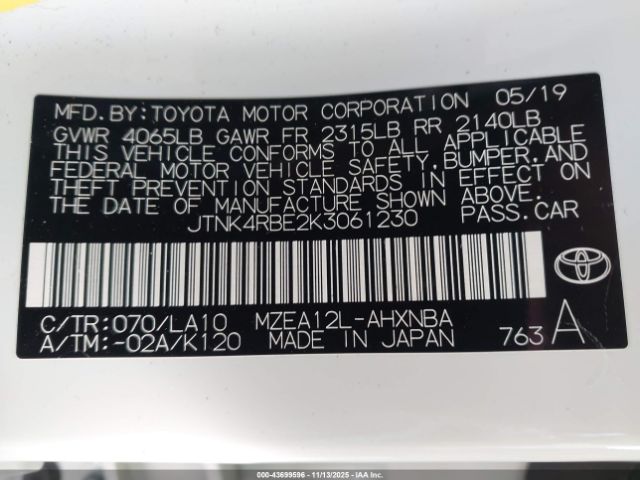 MFD.BY:TOYOTA MOTOR CORPORATION 05/19
GVWR 4065LB GAWR FR 2315LB RR 2140LB
THIS VEHICLE CONFORMS TO ALL APPLICABLE
FEDERAL MOTOR VEHICLE SAFETY,BUMPER,AND
THEFT PREVENTION STANDARDS IN EFFECT ON
THE DATE OF MANUFACTURE SHOWN ABOVE.
JTNK4RBE2K3061230 PASS.CAR
C/TR:070/LA10 MZEA12L-AHXNBA
A/TM:-02A/K120 MADE IN JAPAN 763 A
000-43699596 - 11/13/2025 - IAAI.COM